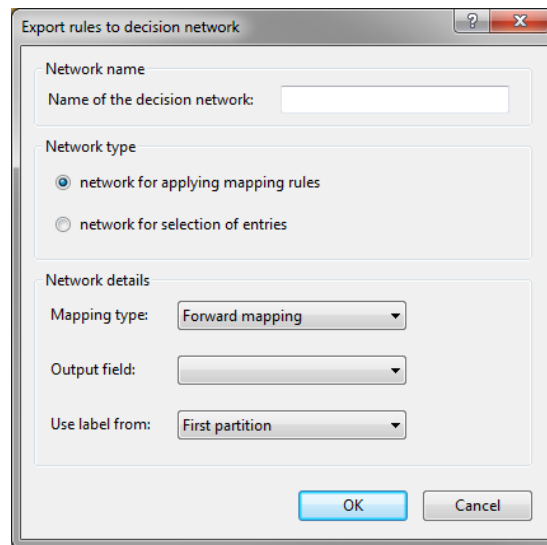 Export rules to decision network
?
Network name
Name of the decision network:
Network type
network for applying mapping rules
network for selection of entries
Network details
Mapping type: Forward mapping
Output field:
Use label from: First partition
OK Cancel